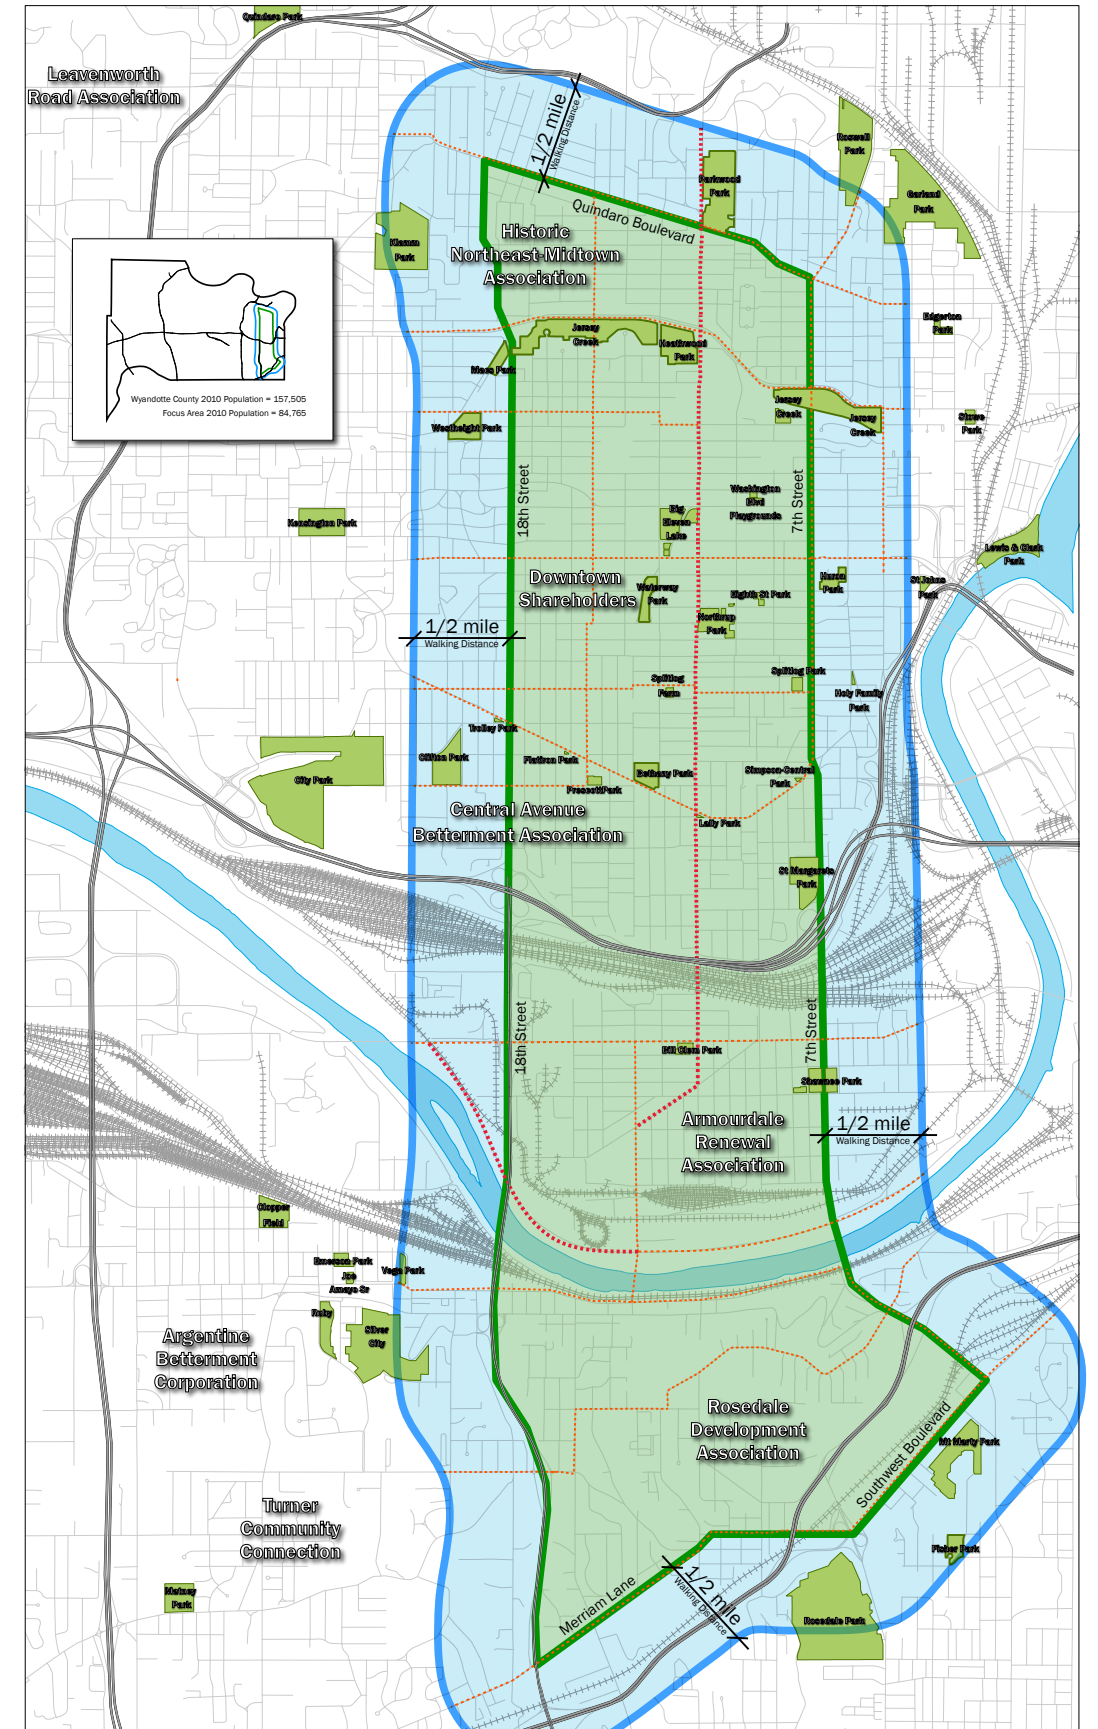 Quindaro Park
Leavenworth
Road Association
1/2 mile
Walking Distance
Roswell
Park
Parkwood
Park
Garland
Park
Quindaro Boulevard
Klamm
Park
Historic
Northeast-Midtown
Association
Edgerton
Park
Jersey
Creek
Heathwood
Park
Maes Park
Wyandotte County 2010 Population = 157,505
Focus Area 2010 Population = 84,765
Jersey
Creek
Jersey
Creek
Stowe
Park
Westheight Park
18th Street
7th Street
Washington
Blvd
Playgrounds
Big
Eleven
Lake
Kensington Park
Lewis & Clark
Park
Downtown
Shareholders
Waterway
Park
Eighth St Park
Huron
Park
St Johns
Park
Northrup
Park
1/2 mile
Walking Distance
Splitlog
Farm
Splitlog Park
Holy Family
Park
Trolley Park
Clifton Park
Flatiron Park
Prescott Park
Bethany Park
Simpson-Central
Park
City Park
Central Avenue
Betterment Association
Lally Park
St Margarets
Park
18th Street
7th Street
Bill Clem Park
Shawnee Park
Armourdale
Renewal
Association
1/2 mile
Walking Distance
Clopper
Field
Emerson Park
Joe
Amayo Sr
Vega Park
Ruby
Silver
City
Argentine
Betterment
Corporation
Rosedale
Development
Association
Southwest Boulevard
Mt Marty Park
Turner
Community
Connection
Fisher Park
Matney
Park
Merriam Lane
1/2 mile
Walking Distance
Rosedale Park